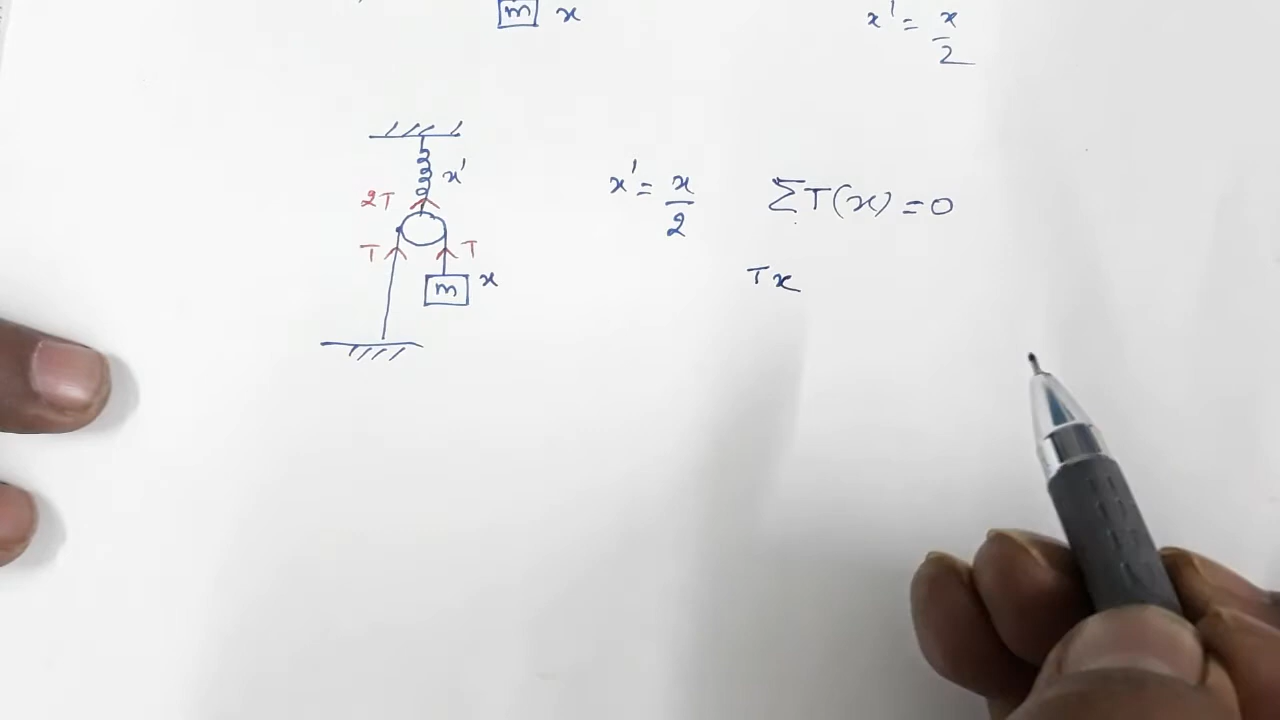 m x
x' = x/2
x'
2T
T T
m x
x' = x/2 ΣT(x) = 0
Tx